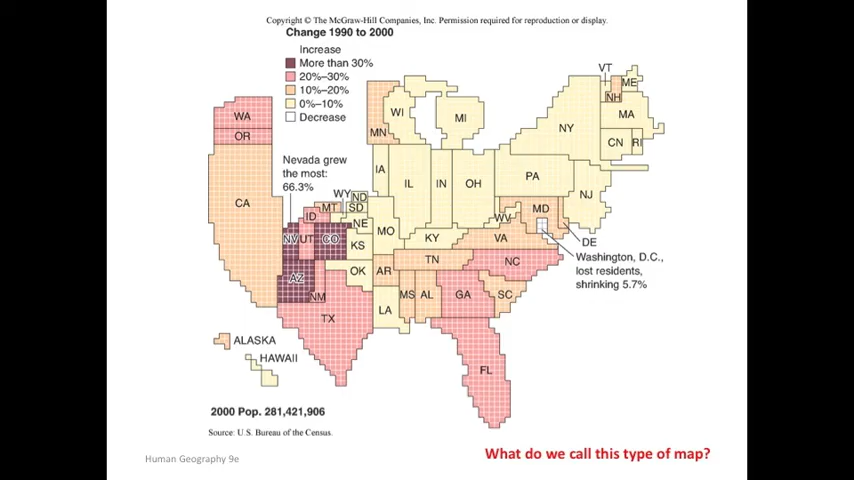 Copyright © The McGraw-Hill Companies, Inc. Permission required for reproduction or display.
Change 1990 to 2000
Increase
More than 30%
20%–30%
10%–20%
0%–10%
Decrease
Nevada grew
the most:
66.3%
WA
OR
CA
NV
ID
UT
AZ
MT
WY
CO
NM
ND
SD
NE
KS
OK
TX
MN
IA
MO
AR
LA
WI
IL
MI
IN
OH
KY
TN
MS
AL
GA
FL
SC
NC
VA
WV
MD
DE
PA
NJ
NY
VT
NH
ME
MA
CN
RI
Washington, D.C.,
lost residents,
shrinking 5.7%
ALASKA
HAWAII
2000 Pop. 281,421,906
Source: U.S. Bureau of the Census.
Human Geography 9e
What do we call this type of map?